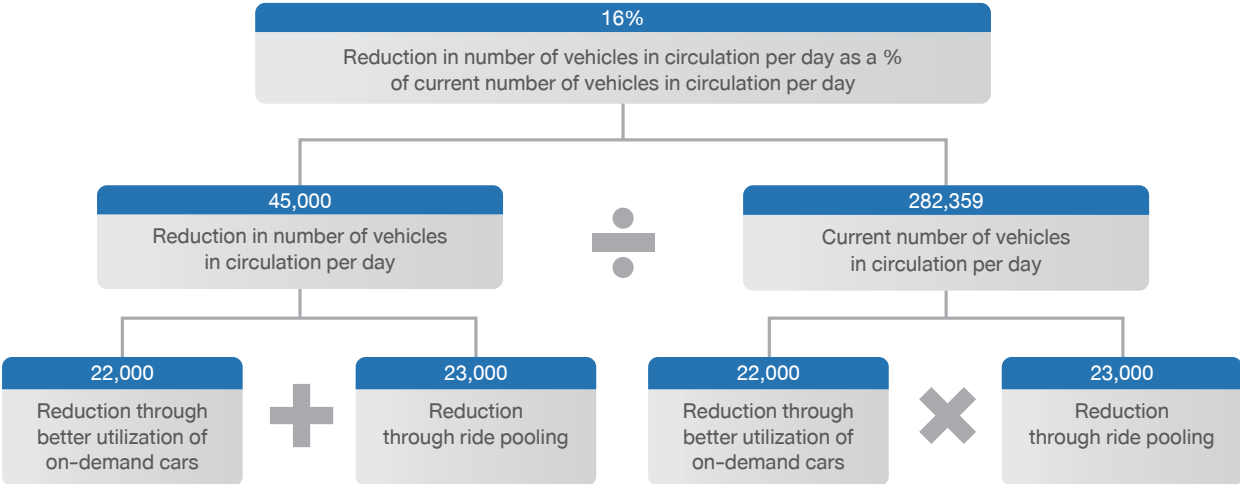 16%
Reduction in number of vehicles in circulation per day as a %
of current number of vehicles in circulation per day
45,000
Reduction in number of vehicles
in circulation per day
÷
282,359
Current number of vehicles
in circulation per day
22,000
Reduction through
better utilization of
on-demand cars
+
23,000
Reduction
through ride pooling
22,000
Reduction through
better utilization of
on-demand cars
×
23,000
Reduction
through ride pooling